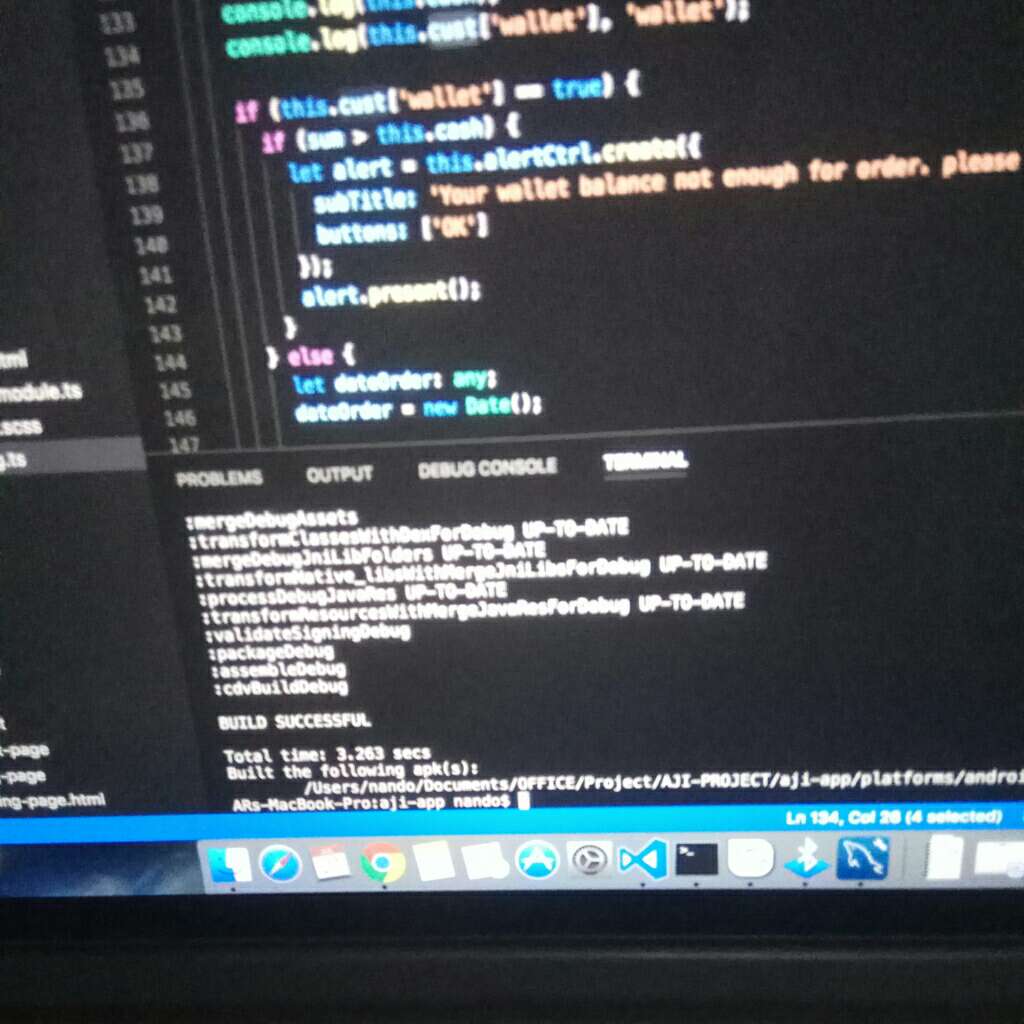 133
console.log(this.cash);
134
console.log(this.cust['wallet'], 'wallet');
135
136
if (this.cust['wallet'] == true) {
137
if (sum > this.cash) {
138
let alert = this.alertCtrl.create({
139
subTitle: 'Your wallet balance not enough for order. please
140
buttons: ['OK']
141
});
142
alert.present();
143
}
144
} else {
145
let dateOrder: any;
146
dateOrder = new Date();
147
module.ts
.scss
.ts
-page
-page
ng-page.html
PROBLEMS OUTPUT DEBUG CONSOLE TERMINAL
:mergeDebugAssets
:transformClassesWithDexForDebug UP-TO-DATE
:mergeDebugJniLibFolders UP-TO-DATE
:transformNative_libsWithMergeJniLibsForDebug UP-TO-DATE
:processDebugJavaRes UP-TO-DATE
:transformResourcesWithMergeJavaResForDebug UP-TO-DATE
:validateSigningDebug
:packageDebug
:assembleDebug
:cdvBuildDebug
BUILD SUCCESSFUL
Total time: 3.263 secs
Built the following apk(s):
/Users/nando/Documents/OFFICE/Project/AJI-PROJECT/aji-app/platforms/androi
ARs-MacBook-Pro:aji-app nando$
Ln 134, Col 26 (4 selected)